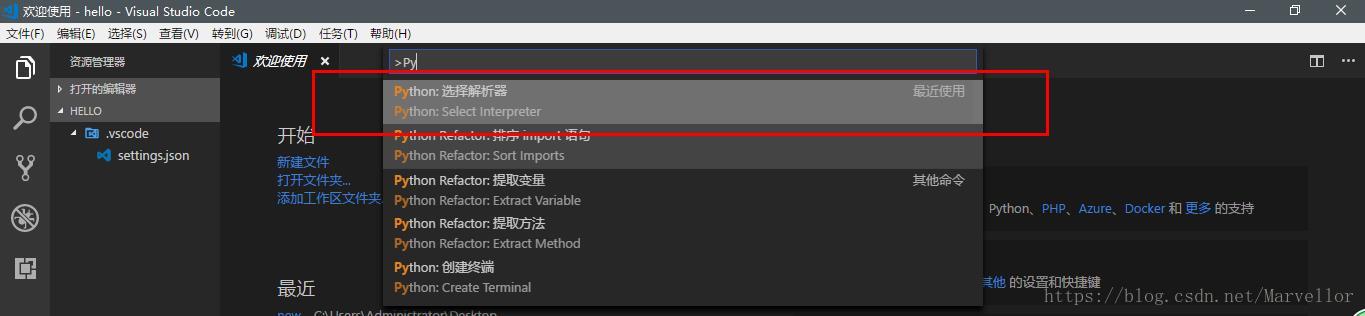 欢迎使用 - hello - Visual Studio Code
文件(F) 编辑(E) 选择(S) 查看(V) 转到(G) 调试(D) 任务(T) 帮助(H)
资源管理器
打开的编辑器
HELLO
.vscode
settings.json
欢迎使用
>Py
Python: 选择解析器 最近使用
Python: Select Interpreter
Python Refactor: 排序 import 语句
Python Refactor: Sort Imports
Python Refactor: 提取变量 其他命令
Python Refactor: Extract Variable
Python Refactor: 提取方法
Python Refactor: Extract Method
Python: 创建终端
Python: Create Terminal
开始
新建文件
打开文件夹...
添加工作区文件夹
最近
new C:\Users\Administrator\Desktop
Python、PHP、Azure、Docker 和 更多 的支持
其他 的设置和快捷键
https://blog.csdn.net/Marvellor